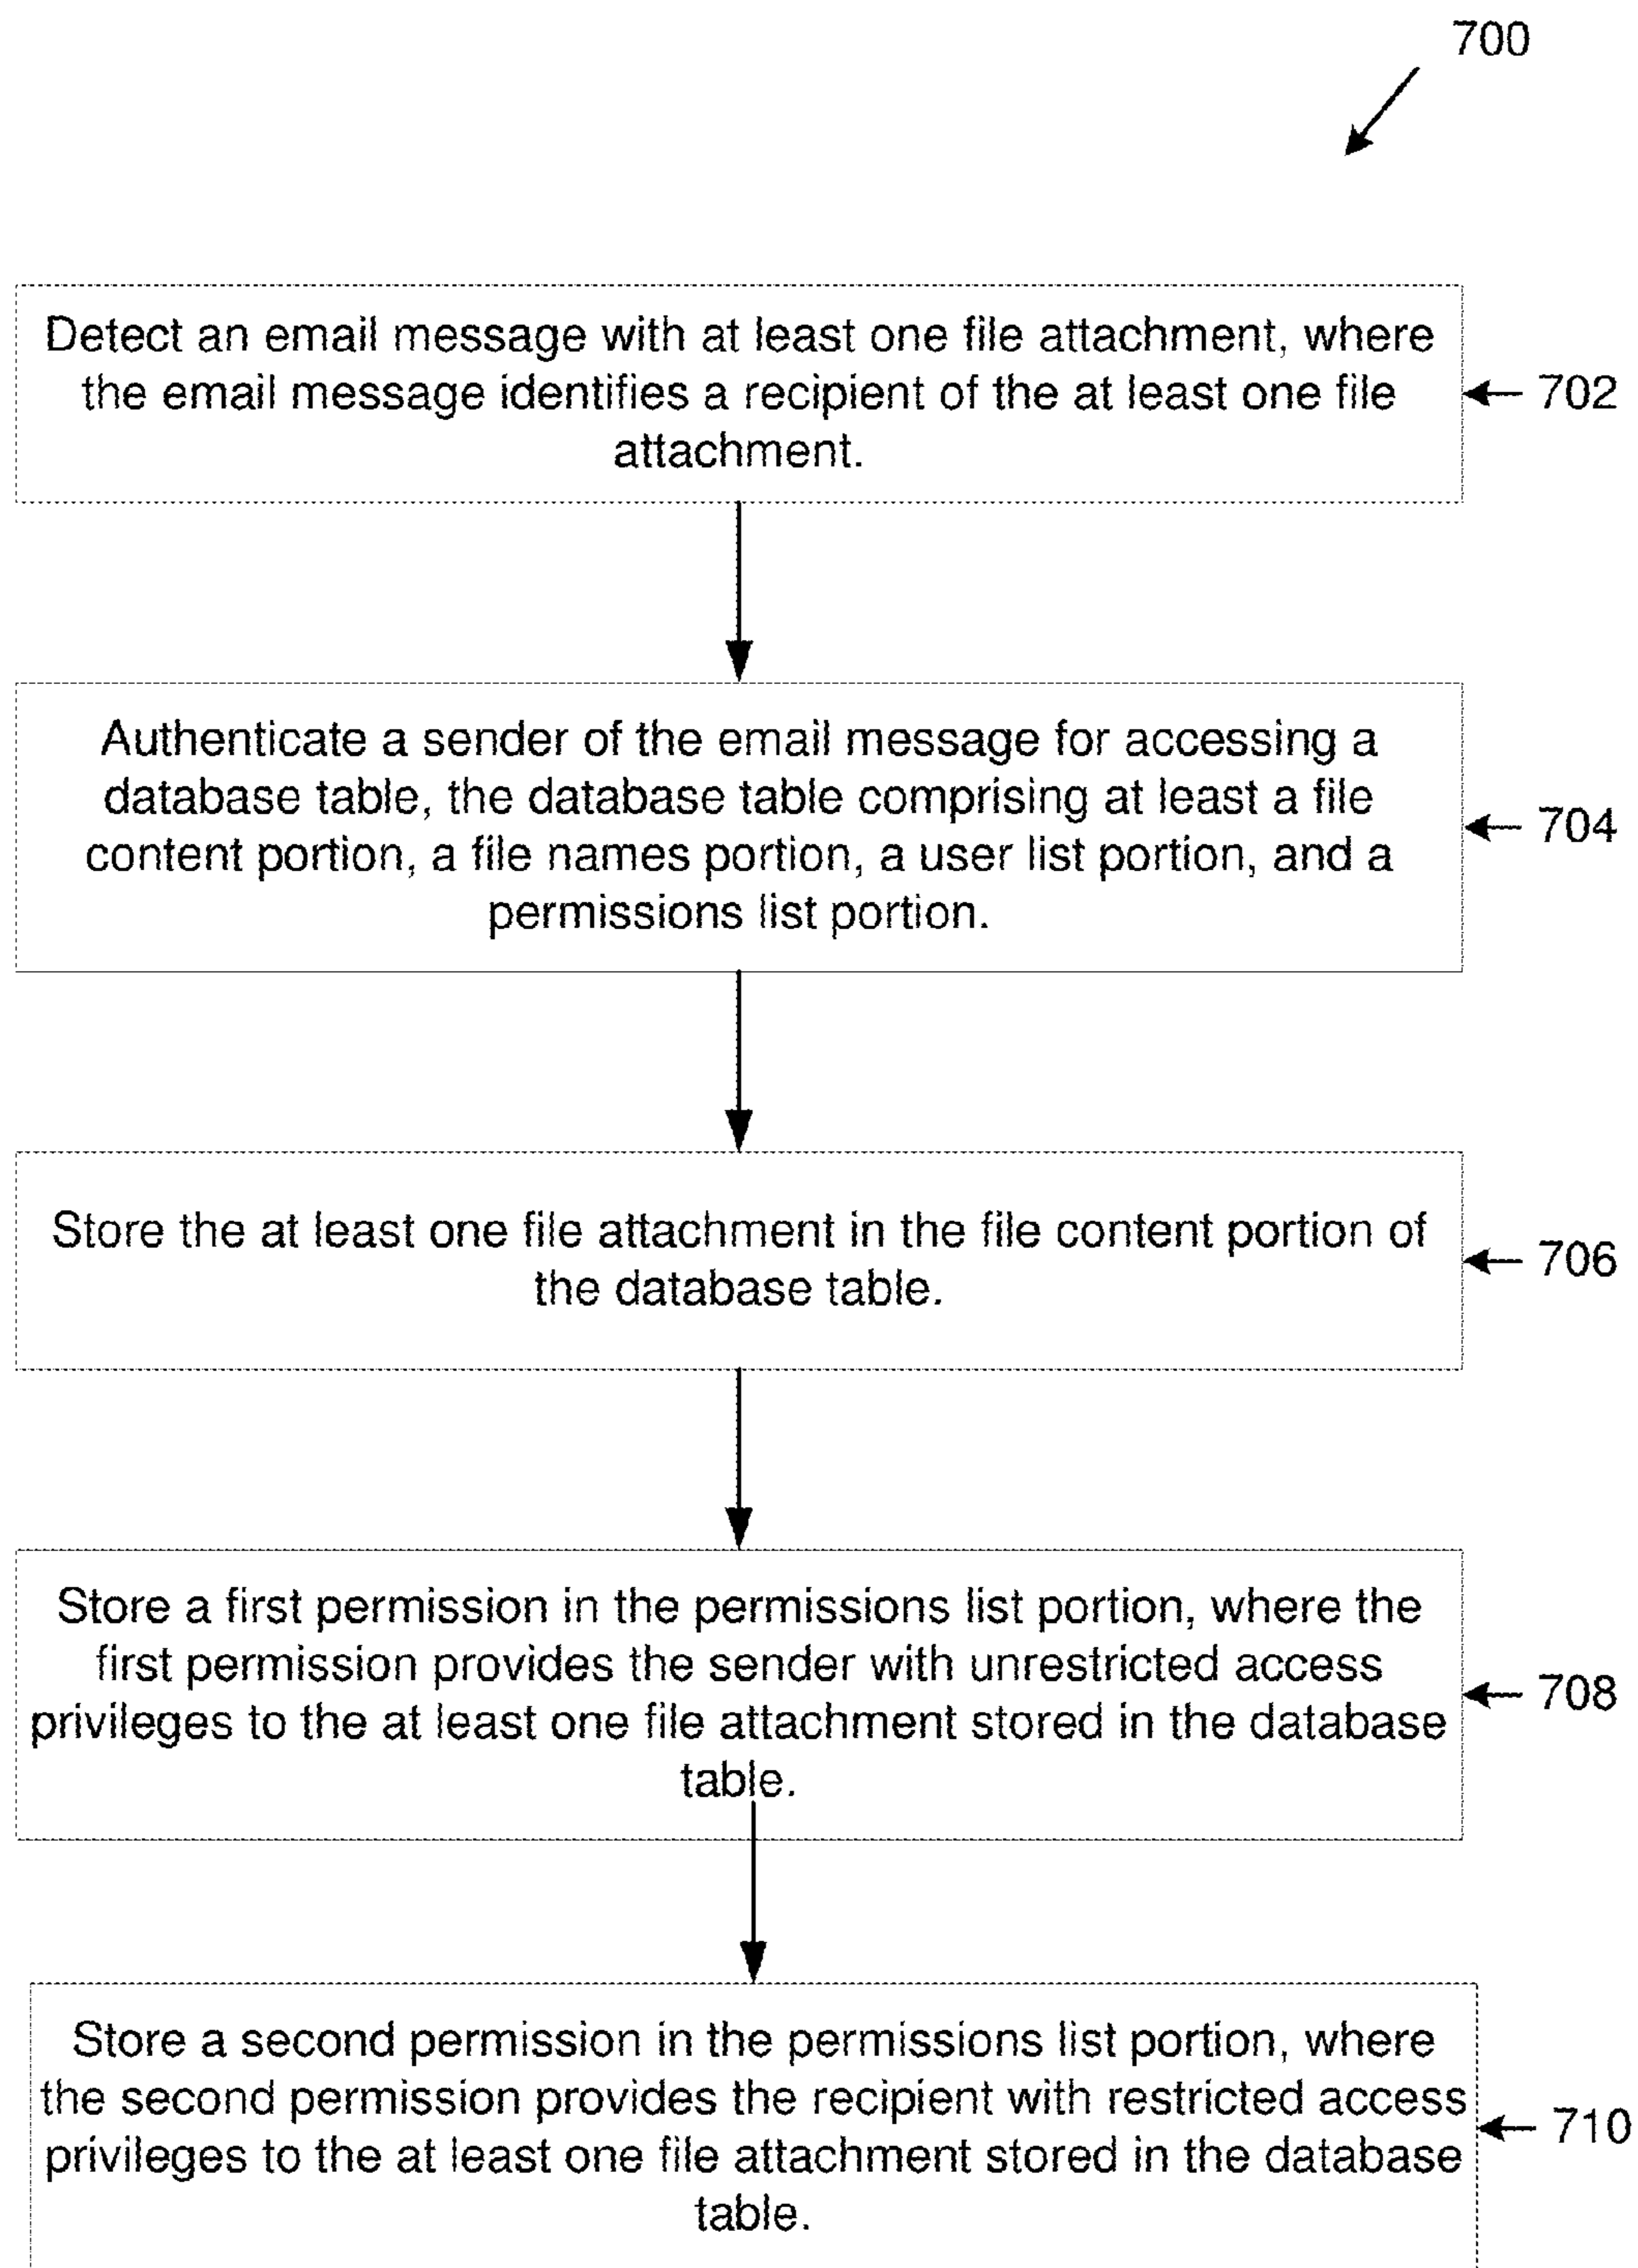 700
Detect an email message with at least one file attachment, where
the email message identifies a recipient of the at least one file
attachment.
702
Authenticate a sender of the email message for accessing a
database table, the database table comprising at least a file
content portion, a file names portion, a user list portion, and a
permissions list portion.
704
Store the at least one file attachment in the file content portion of
the database table.
706
Store a first permission in the permissions list portion, where the
first permission provides the sender with unrestricted access
privileges to the at least one file attachment stored in the database
table.
708
Store a second permission in the permissions list portion, where
the second permission provides the recipient with restricted access
privileges to the at least one file attachment stored in the database
table.
710